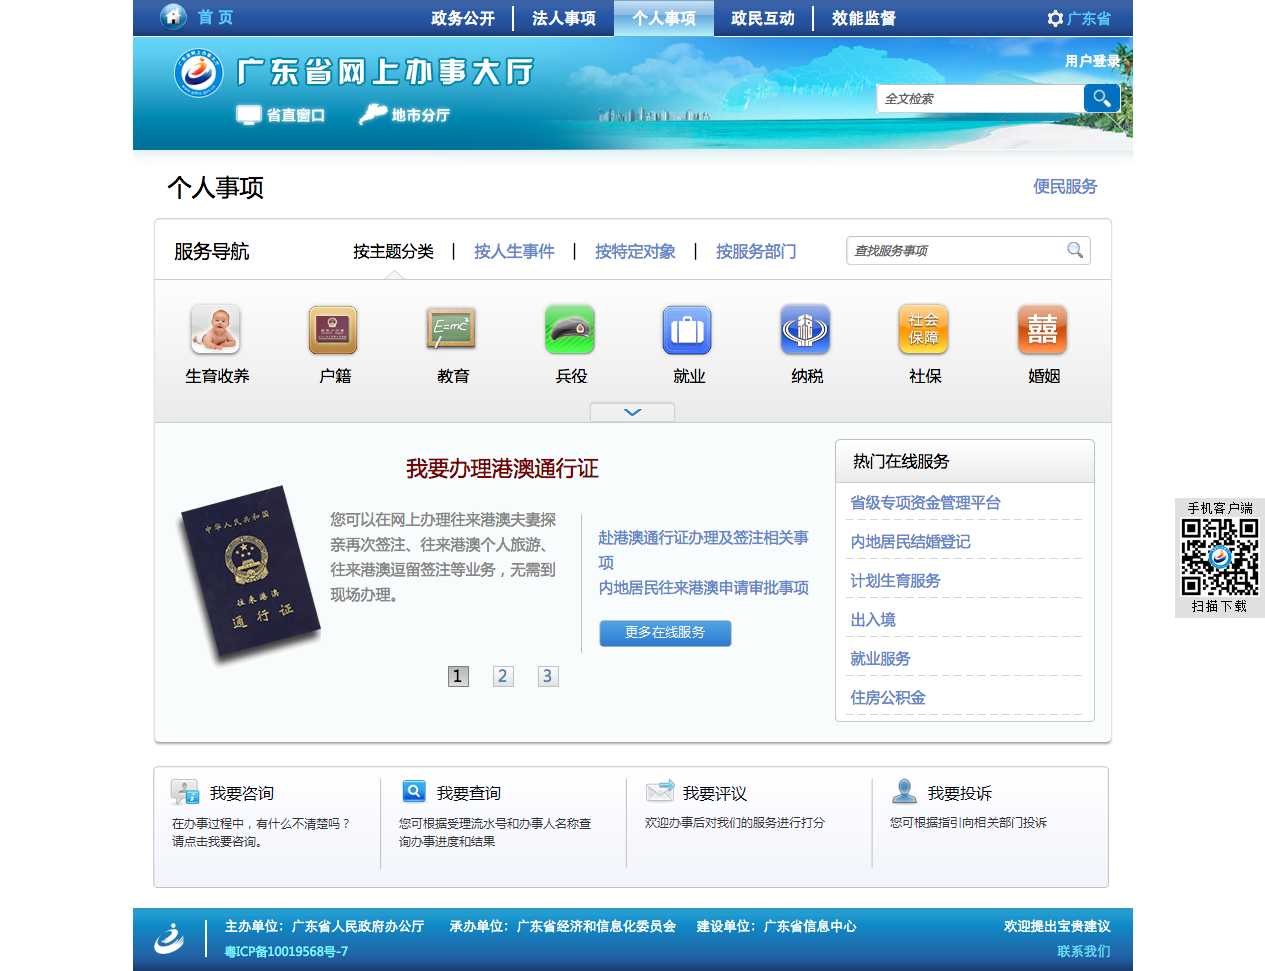 首 页
政务公开
法人事项
个人事项
政民互动
效能监督
广东省
广东省网上办事大厅
用户登录
全文检索
省直窗口
地市分厅
个人事项
便民服务
服务导航
按主题分类 | 按人生事件 | 按特定对象 | 按服务部门
查找服务事项
E=mc²
社会
保障
囍
生育收养
户籍
教育
兵役
就业
纳税
社保
婚姻
我要办理港澳通行证
中华人民共和国
往来港澳
通行证
您可以在网上办理往来港澳夫妻探
亲再次签注、往来港澳个人旅游、
往来港澳逗留签注等业务，无需到
现场办理。
赴港澳通行证办理及签注相关事
项
内地居民往来港澳申请审批事项
更多在线服务
1
2
3
热门在线服务
省级专项资金管理平台
内地居民结婚登记
计划生育服务
出入境
就业服务
住房公积金
手机客户端
扫描下载
我要咨询
在办事过程中，有什么不清楚吗？
请点击我要咨询。
我要查询
您可根据受理流水号和办事人名称查
询办事进度和结果
我要评议
欢迎办事后对我们的服务进行打分
我要投诉
您可根据指引向相关部门投诉
主办单位：广东省人民政府办公厅 承办单位：广东省经济和信息化委员会 建设单位：广东省信息中心
欢迎提出宝贵建议
粤ICP备10019568号-7
联系我们